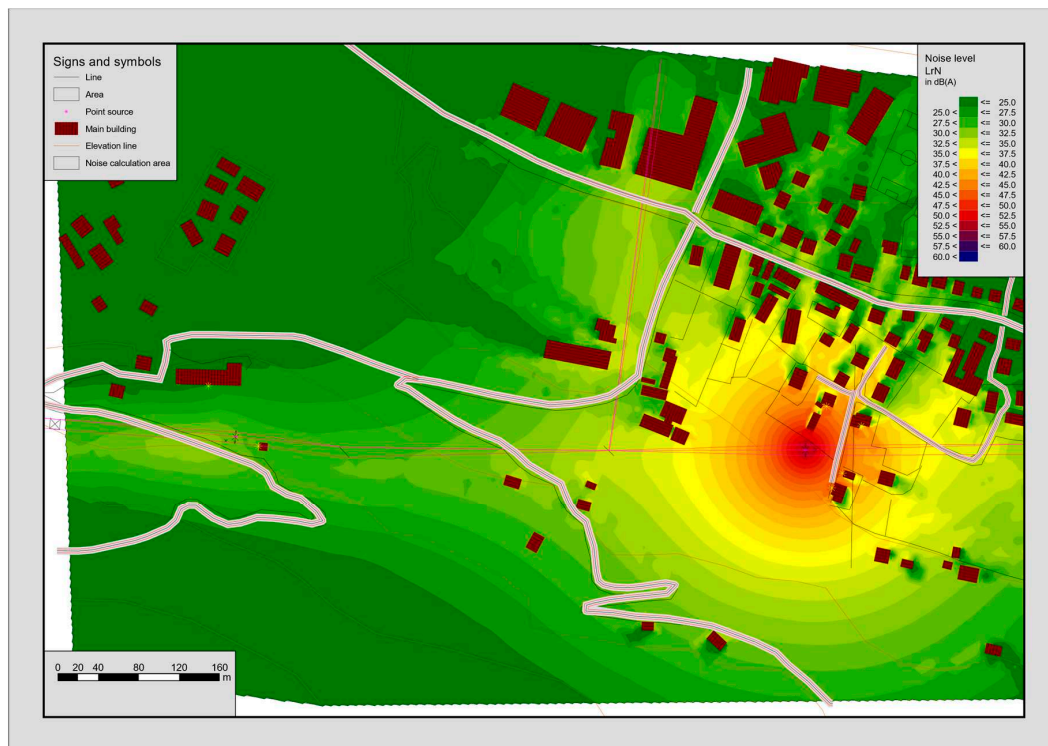 Signs and symbols
Line
Area
Point source
Main building
Elevation line
Noise calculation area
Noise level
LrN
in dB(A)
<= 25.0
25.0 < <= 27.5
27.5 < <= 30.0
30.0 < <= 32.5
32.5 < <= 35.0
35.0 < <= 37.5
37.5 < <= 40.0
40.0 < <= 42.5
42.5 < <= 45.0
45.0 < <= 47.5
47.5 < <= 50.0
50.0 < <= 52.5
52.5 < <= 55.0
55.0 < <= 57.5
57.5 < <= 60.0
60.0 <
0 20 40 80 120 160
m